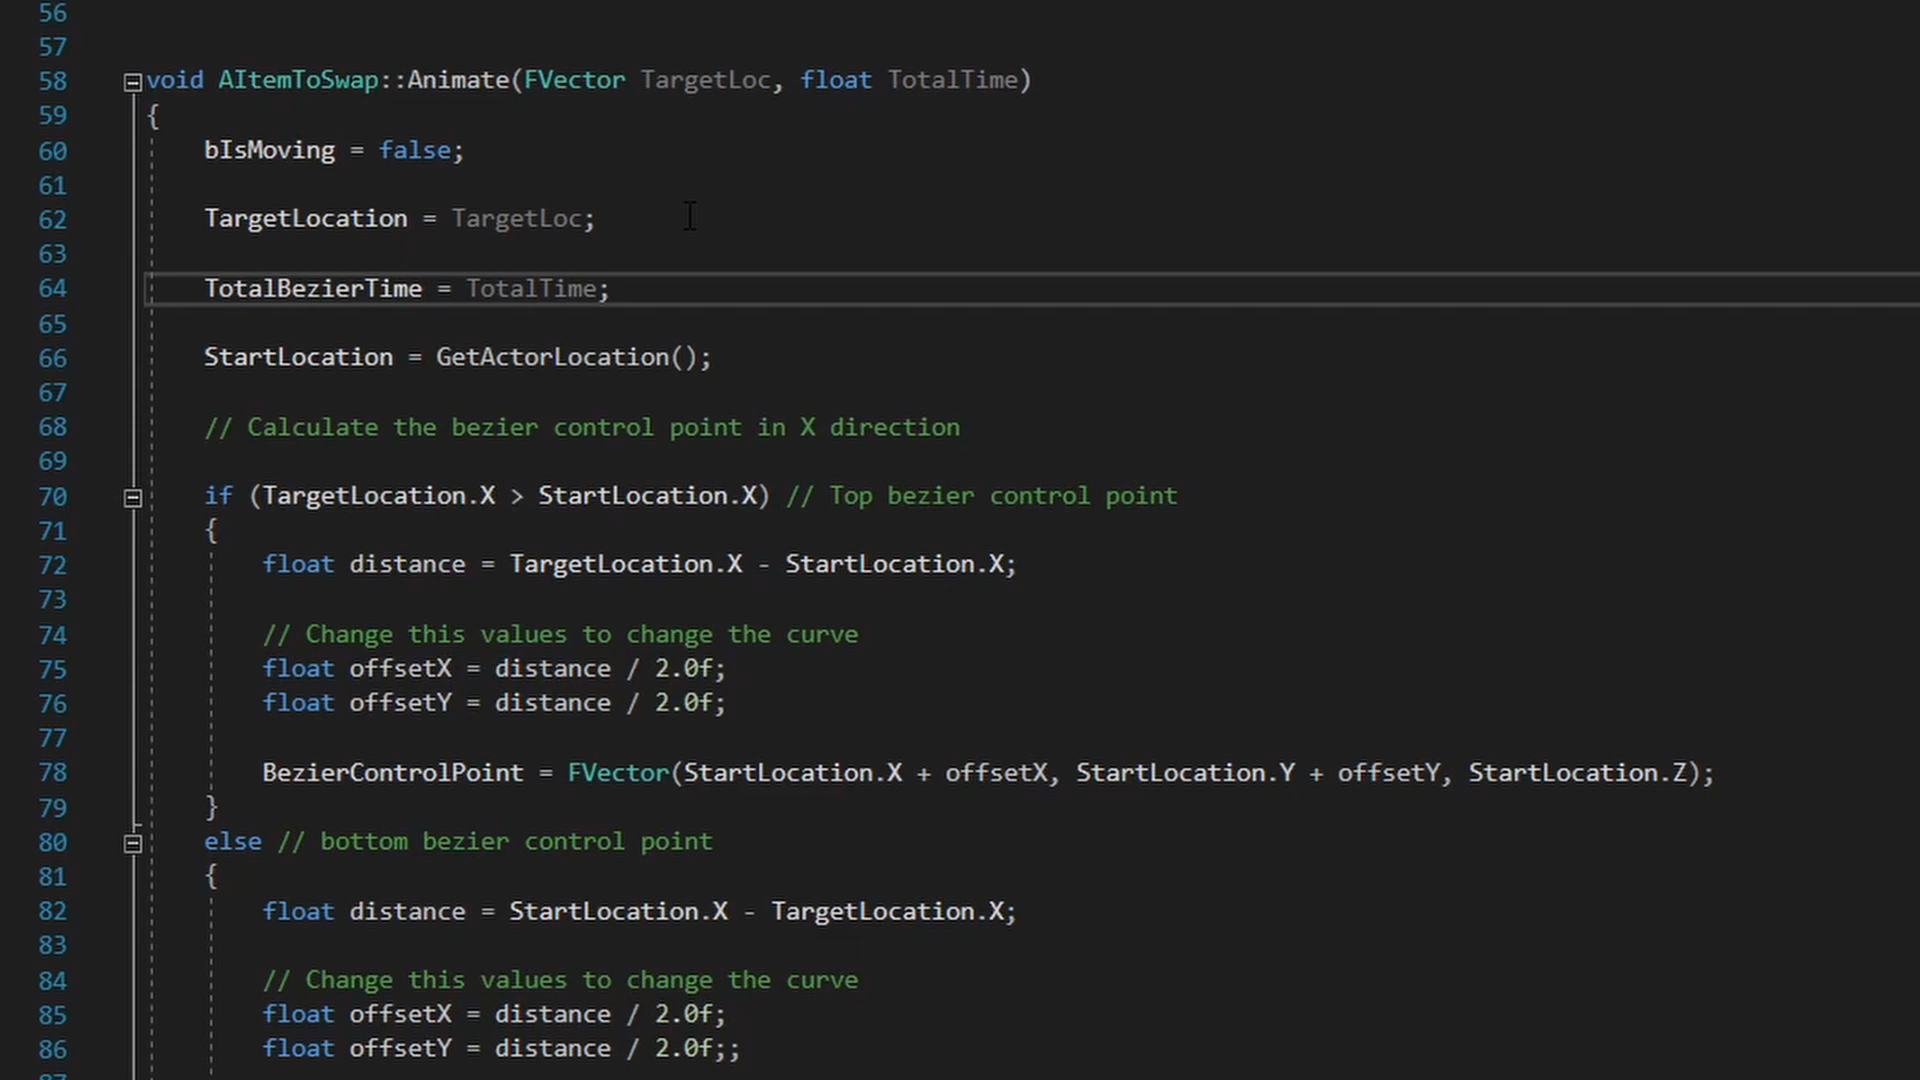 56
57
58 void AItemToSwap::Animate(FVector TargetLoc, float TotalTime)
59 {
60 bIsMoving = false;
61
62 TargetLocation = TargetLoc;
63
64 TotalBezierTime = TotalTime;
65
66 StartLocation = GetActorLocation();
67
68 // Calculate the bezier control point in X direction
69
70 if (TargetLocation.X > StartLocation.X) // Top bezier control point
71 {
72 float distance = TargetLocation.X - StartLocation.X;
73
74 // Change this values to change the curve
75 float offsetX = distance / 2.0f;
76 float offsetY = distance / 2.0f;
77
78 BezierControlPoint = FVector(StartLocation.X + offsetX, StartLocation.Y + offsetY, StartLocation.Z);
79 }
80 else // bottom bezier control point
81 {
82 float distance = StartLocation.X - TargetLocation.X;
83
84 // Change this values to change the curve
85 float offsetX = distance / 2.0f;
86 float offsetY = distance / 2.0f;;
87